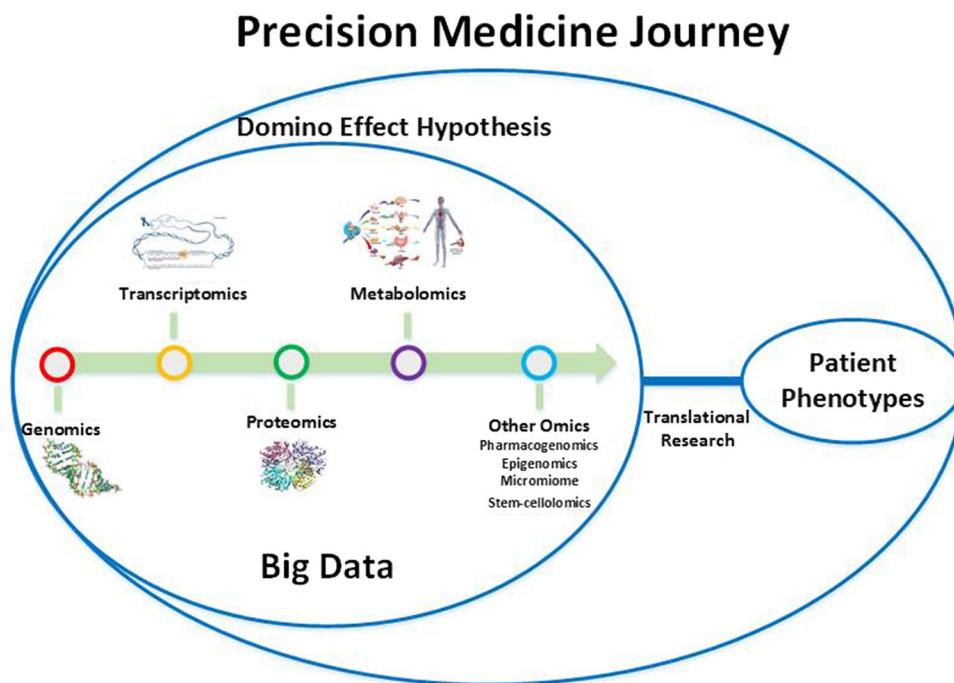 Precision Medicine Journey
Domino Effect Hypothesis
Transcriptomics
Metabolomics
Genomics
Proteomics
Other Omics
Pharmacogenomics
Epigenomics
Micromiome
Stem-cellolomics
Big Data
Translational
Research
Patient
Phenotypes